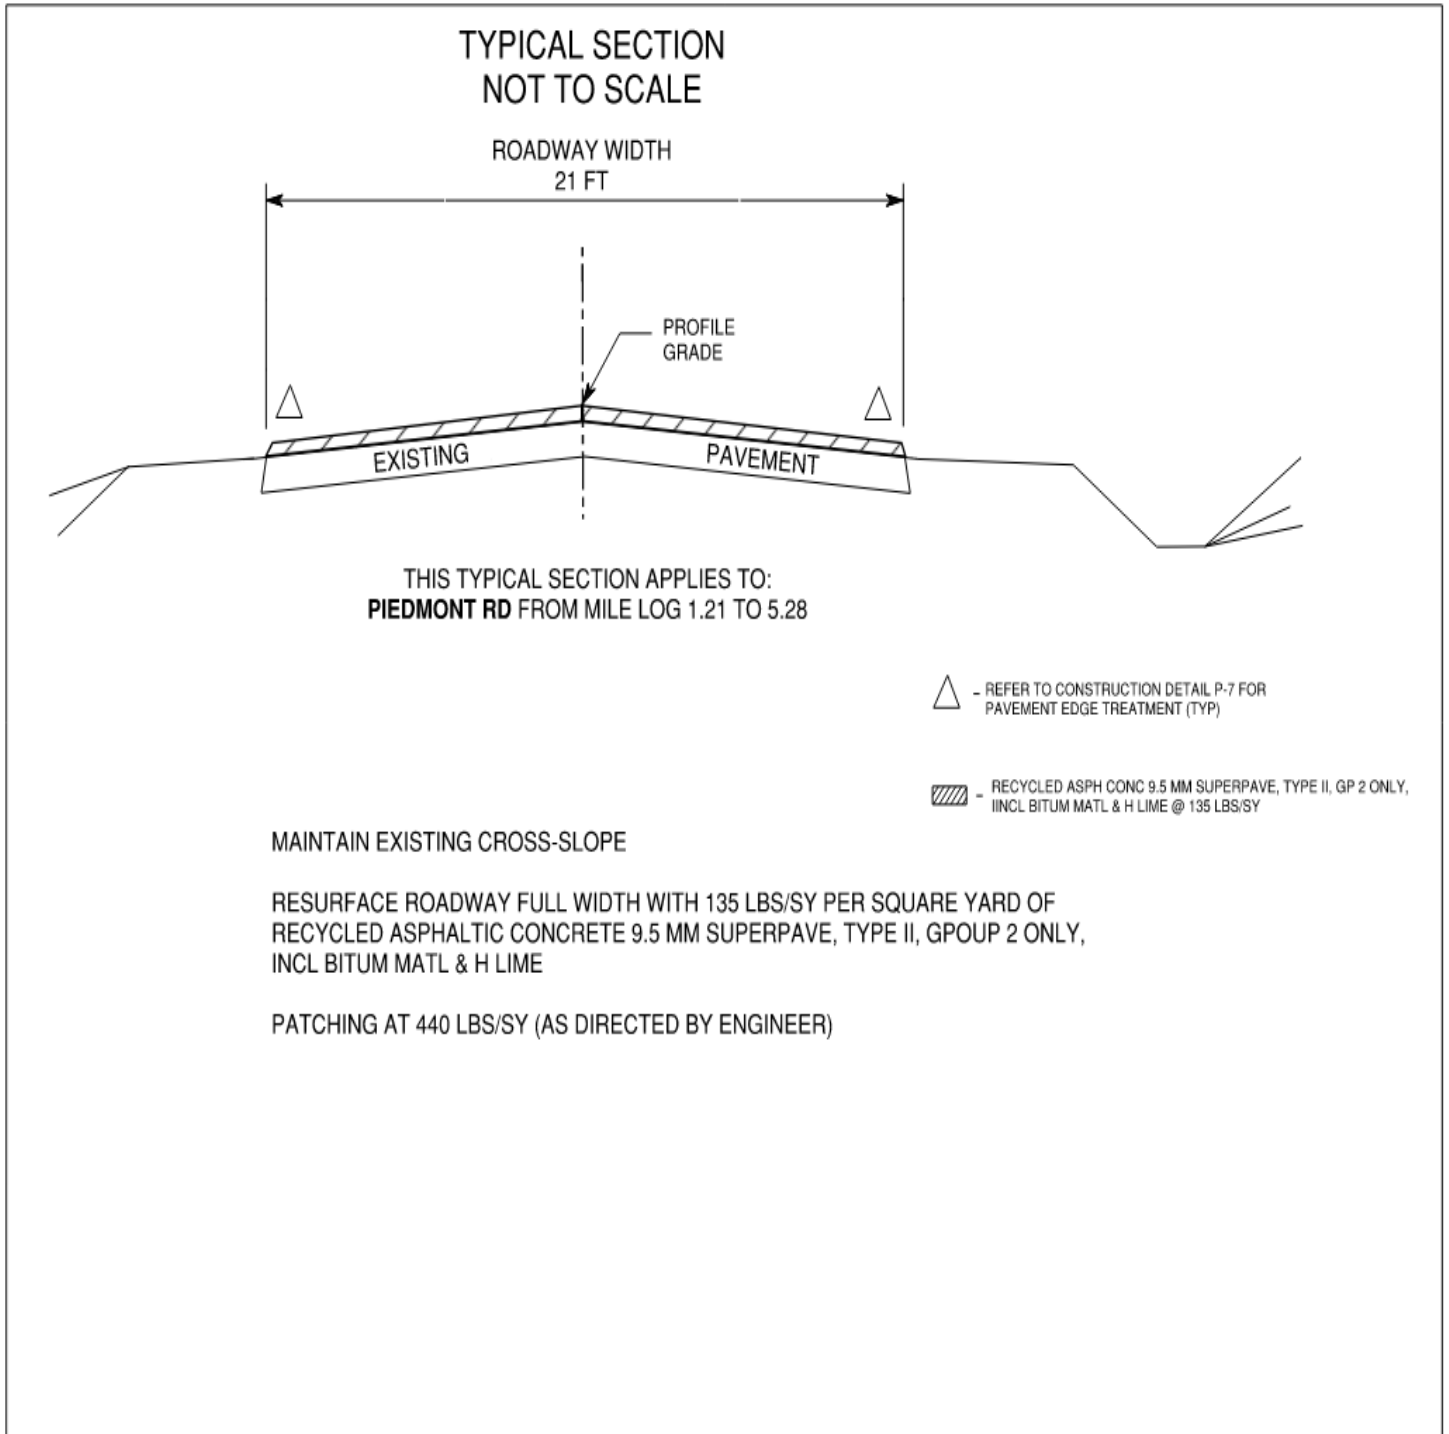 TYPICAL SECTION
NOT TO SCALE
ROADWAY WIDTH
21 FT
PROFILE
GRADE
EXISTING
PAVEMENT
THIS TYPICAL SECTION APPLIES TO:
PIEDMONT RD FROM MILE LOG 1.21 TO 5.28
- REFER TO CONSTRUCTION DETAIL P-7 FOR
PAVEMENT EDGE TREATMENT (TYP)
- RECYCLED ASPH CONC 9.5 MM SUPERPAVE, TYPE II, GP 2 ONLY,
IINCL BITUM MATL & H LIME @ 135 LBS/SY
MAINTAIN EXISTING CROSS-SLOPE
RESURFACE ROADWAY FULL WIDTH WITH 135 LBS/SY PER SQUARE YARD OF
RECYCLED ASPHALTIC CONCRETE 9.5 MM SUPERPAVE, TYPE II, GPOUP 2 ONLY,
INCL BITUM MATL & H LIME
PATCHING AT 440 LBS/SY (AS DIRECTED BY ENGINEER)